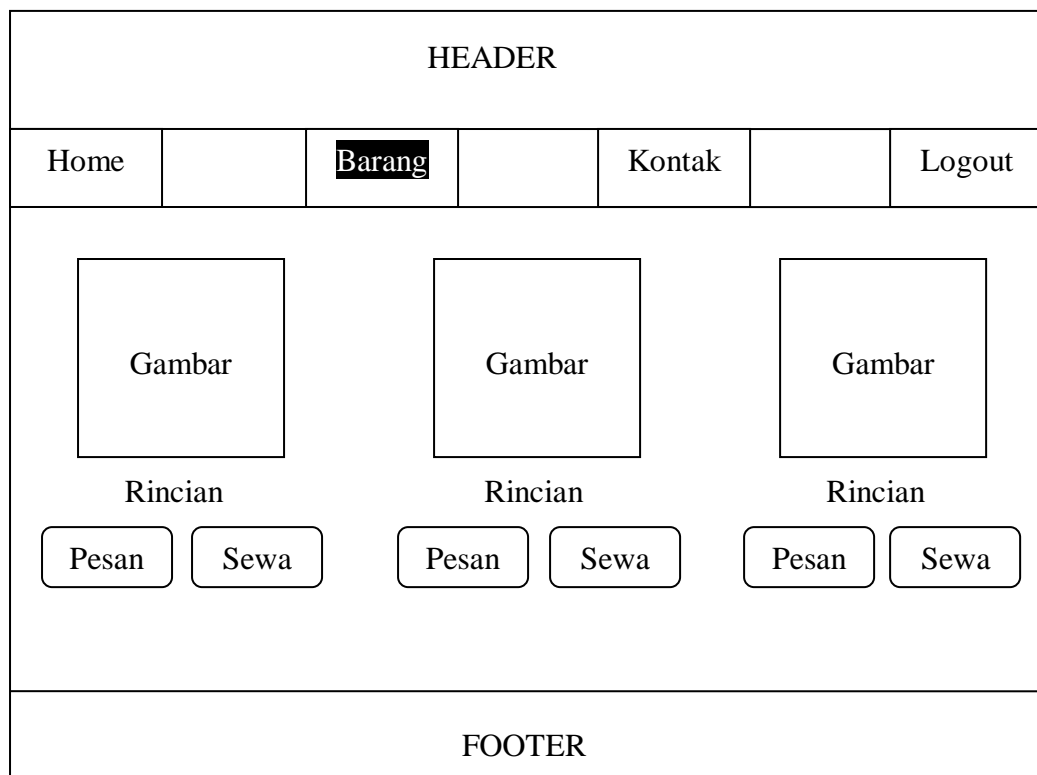 HEADER
Home Barang Kontak Logout
Gambar Gambar Gambar
Rincian Rincian Rincian
Pesan Sewa Pesan Sewa Pesan Sewa
FOOTER